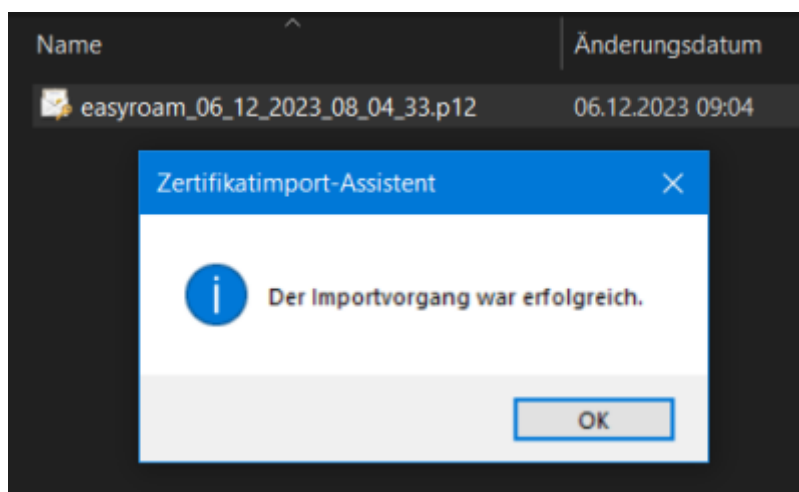 Name Änderungsdatum
easyroam_06_12_2023_08_04_33.p12 06.12.2023 09:04
Zertifikatimport-Assistent
Der Importvorgang war erfolgreich.
OK